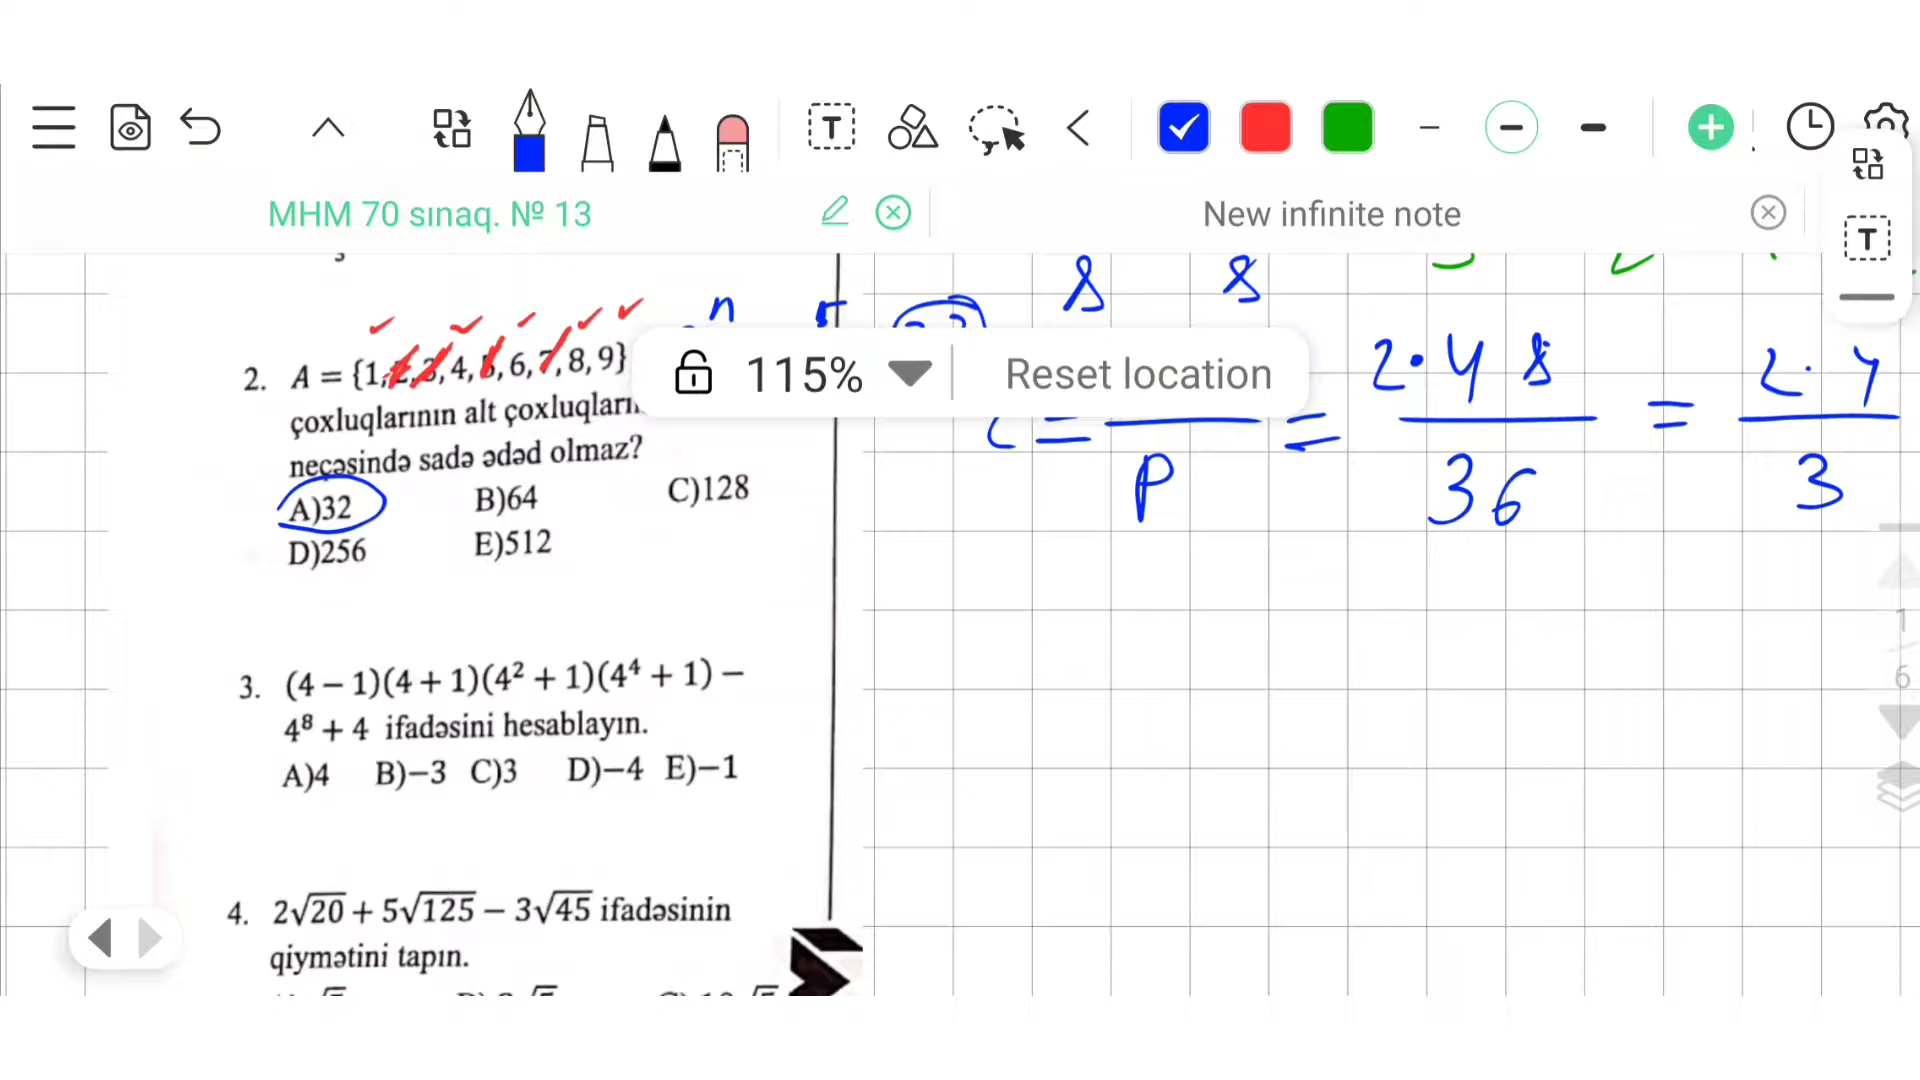 MHM 70 sınaq. № 13
New infinite note
115%
Reset location
2. A = {1,2,3,4,5,6,7,8,9}
çoxluqlarının alt çoxluqların
neçəsində sadə ədəd olmaz?
A)32 B)64 C)128
D)256 E)512
3. (4 − 1)(4 + 1)(4² + 1)(4⁴ + 1) −
4⁸ + 4 ifadəsini hesablayın.
A)4 B)−3 C)3 D)−4 E)−1
4. 2√20 + 5√125 − 3√45 ifadəsinin
qiymətini tapın.
n
8 8
= — = 2·4 8 — = 2·4
P 36 3
1
6